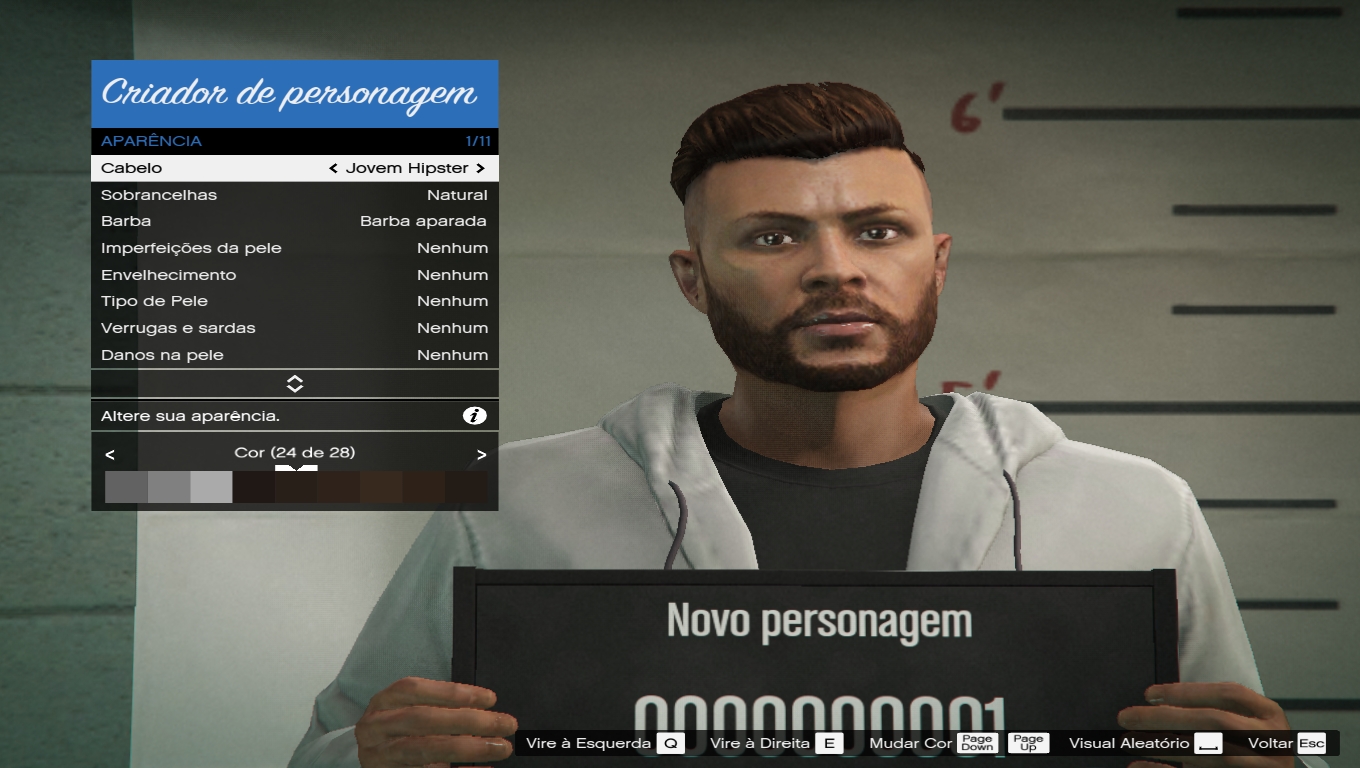 Criador de personagem
APARÊNCIA 1/11
Cabelo < Jovem Hipster >
Sobrancelhas Natural
Barba Barba aparada
Imperfeições da pele Nenhum
Envelhecimento Nenhum
Tipo de Pele Nenhum
Verrugas e sardas Nenhum
Danos na pele Nenhum
Altere sua aparência. i
< Cor (24 de 28) >
6'
5'
Novo personagem
0000000001
Vire à Esquerda Q Vire à Direita E Mudar Cor Page Down Page Up Visual Aleatório Voltar Esc